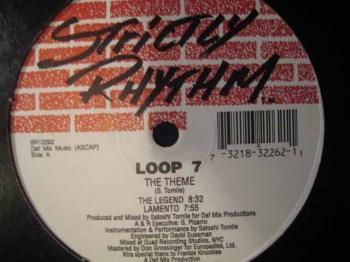 STRICTLY
RHYTHM T.M.
SR12262
Def Mix Music (ASCAP)
Side A
7 -3218-32262-1 1
LOOP 7
THE THEME
(S. Tomiie)
THE LEGEND 8:32
LAMENTO 7:55
Produced and Mixed by Satoshi Tomiie for Def Mix Productions
A & R Executive: G. Pizarro
Instrumentation & Performance by Satoshi Tomiie
Engineered by David Sussman
Mixed at Quad Recording Studios, NYC
Mastered by Don Grossinger for Europadisk, Ltd.
Xtra special thanx to Frankie Knuckles
A Def Mix Production